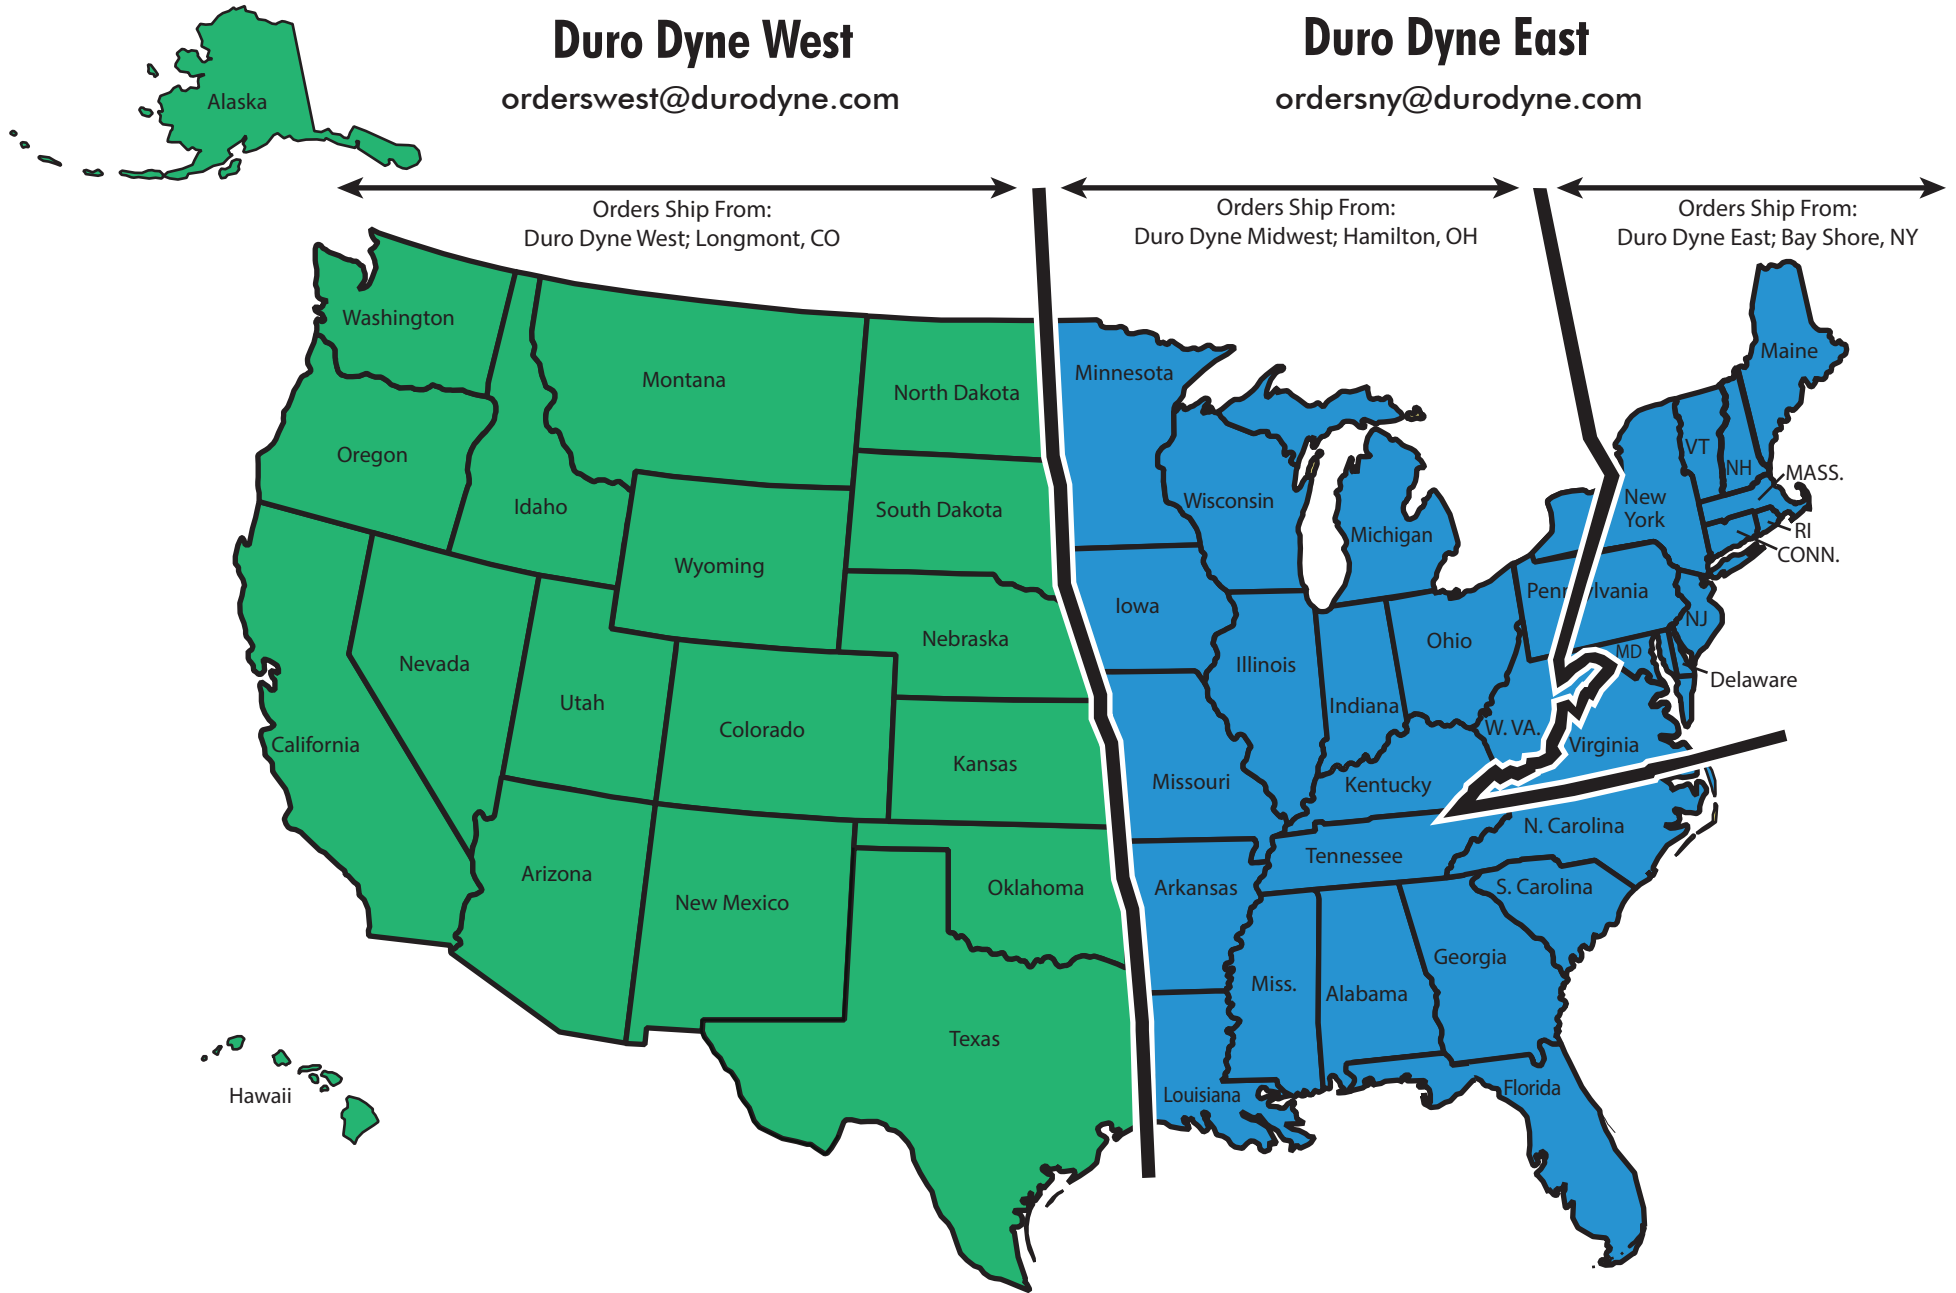 Duro Dyne West
orderswest@durodyne.com
Duro Dyne East
ordersny@durodyne.com
Orders Ship From:
Duro Dyne West; Longmont, CO
Orders Ship From:
Duro Dyne Midwest; Hamilton, OH
Orders Ship From:
Duro Dyne East; Bay Shore, NY
Alaska
Washington
Oregon
Idaho
Montana
North Dakota
South Dakota
Wyoming
Nebraska
Nevada
Utah
Colorado
Kansas
California
Arizona
New Mexico
Oklahoma
Texas
Hawaii
Minnesota
Wisconsin
Michigan
Iowa
Illinois
Indiana
Ohio
Missouri
Kentucky
W. VA.
Virginia
Tennessee
N. Carolina
S. Carolina
Arkansas
Miss.
Alabama
Georgia
Louisiana
Florida
Maine
VT
NH
MASS.
New
York
RI
CONN.
Pennsylvania
NJ
MD
Delaware